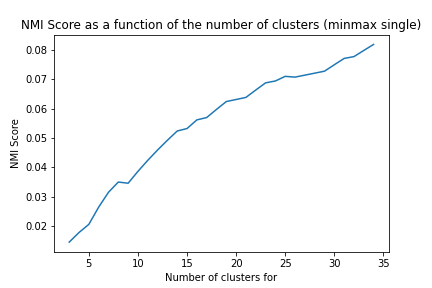 NMI Score as a function of the number of clusters (minmax single)
0.08
0.07
0.06
0.05
0.04
0.03
0.02
NMI Score
5 10 15 20 25 30 35
Number of clusters for